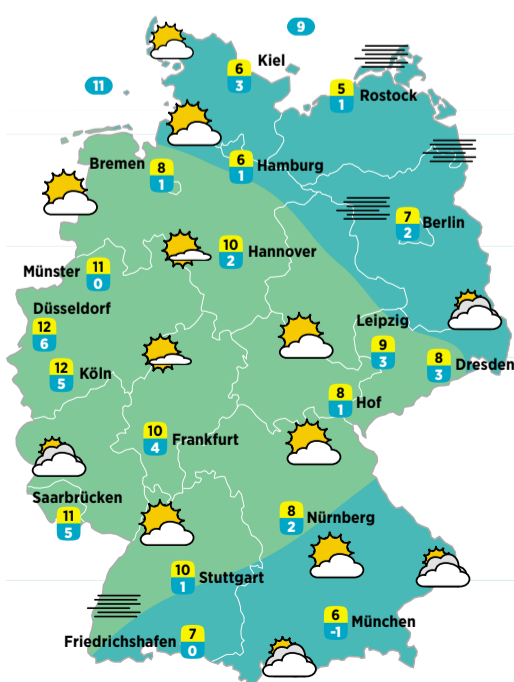 9
Kiel
6
3
11
5
1
Rostock
Bremen
8
1
6
1
Hamburg
7
2
Berlin
10
2
Hannover
Münster
11
0
Düsseldorf
12
6
Leipzig
9
3
8
3
Dresden
12
5
Köln
8
1
Hof
10
4
Frankfurt
Saarbrücken
11
5
8
2
Nürnberg
10
1
Stuttgart
6
-1
München
Friedrichshafen
7
0